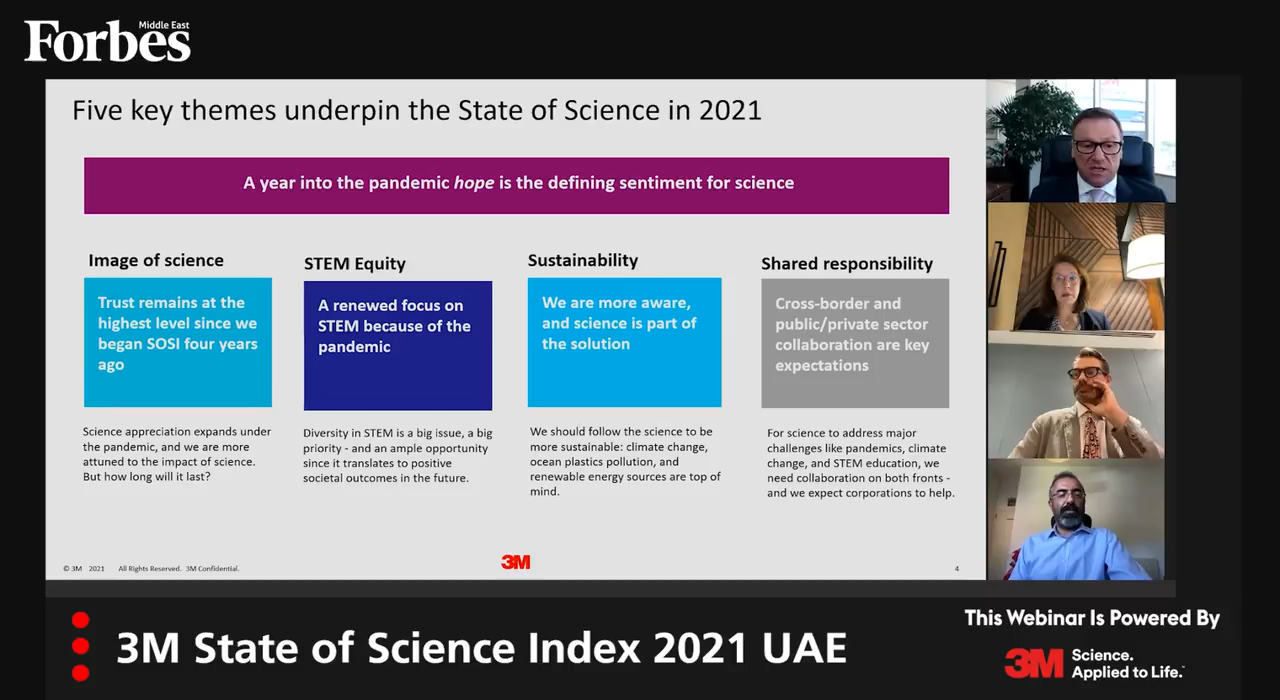 Middle East
Forbes
Five key themes underpin the State of Science in 2021
A year into the pandemic hope is the defining sentiment for science
Image of science
Trust remains at the
highest level since we
began SOSI four years
ago
Science appreciation expands under
the pandemic, and we are more
attuned to the impact of science.
But how long will it last?
STEM Equity
A renewed focus on
STEM because of the
pandemic
Diversity in STEM is a big issue, a big
priority - and an ample opportunity
since it translates to positive
societal outcomes in the future.
Sustainability
We are more aware,
and science is part of
the solution
We should follow the science to be
more sustainable: climate change,
ocean plastics pollution, and
renewable energy sources are top of
mind.
Shared responsibility
Cross-border and
public/private sector
collaboration are key
expectations
For science to address major
challenges like pandemics, climate
change, and STEM education, we
need collaboration on both fronts -
and we expect corporations to help.
© 3M 2021 All Rights Reserved. 3M Confidential.
3M
4
3M State of Science Index 2021 UAE
This Webinar Is Powered By
3M Science.
Applied to Life.™